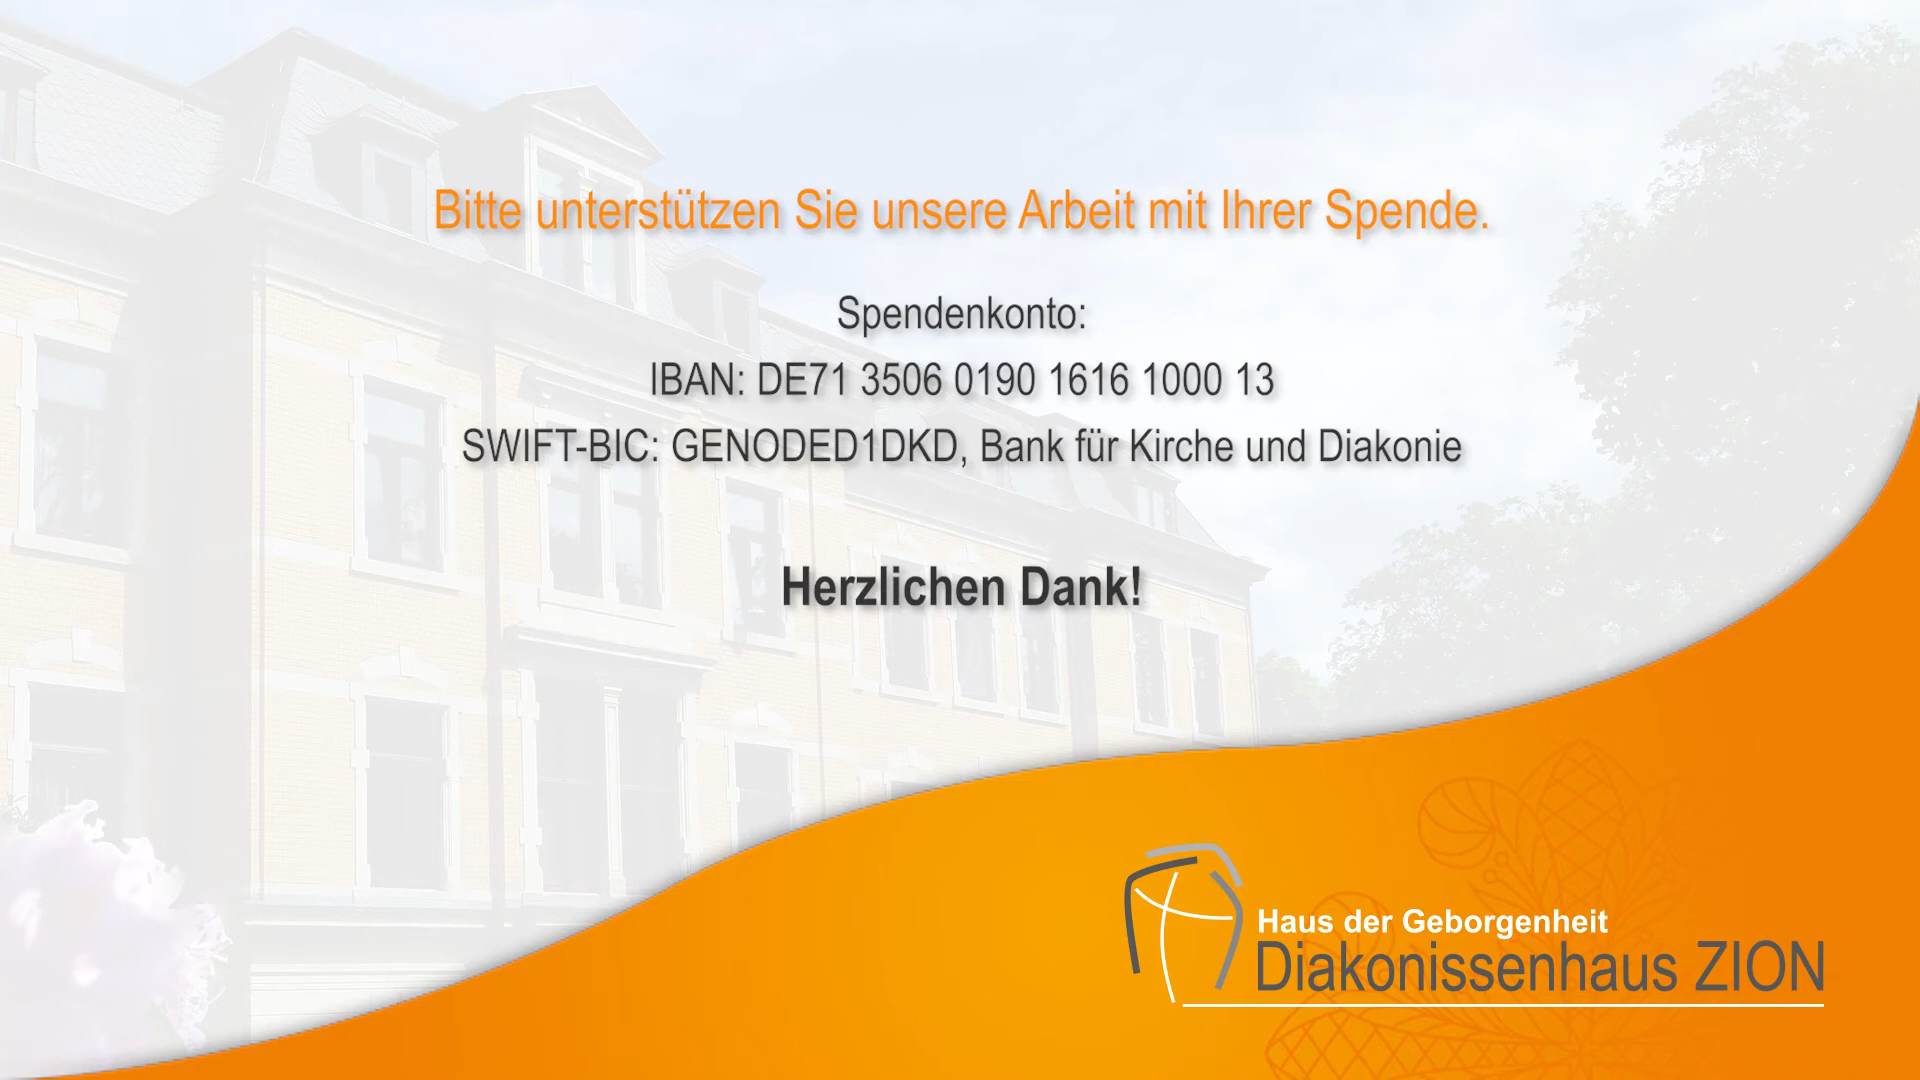 Bitte unterstützen Sie unsere Arbeit mit Ihrer Spende.
Spendenkonto:
IBAN: DE71 3506 0190 1616 1000 13
SWIFT-BIC: GENODED1DKD, Bank für Kirche und Diakonie
Herzlichen Dank!
Haus der Geborgenheit
Diakonissenhaus ZION